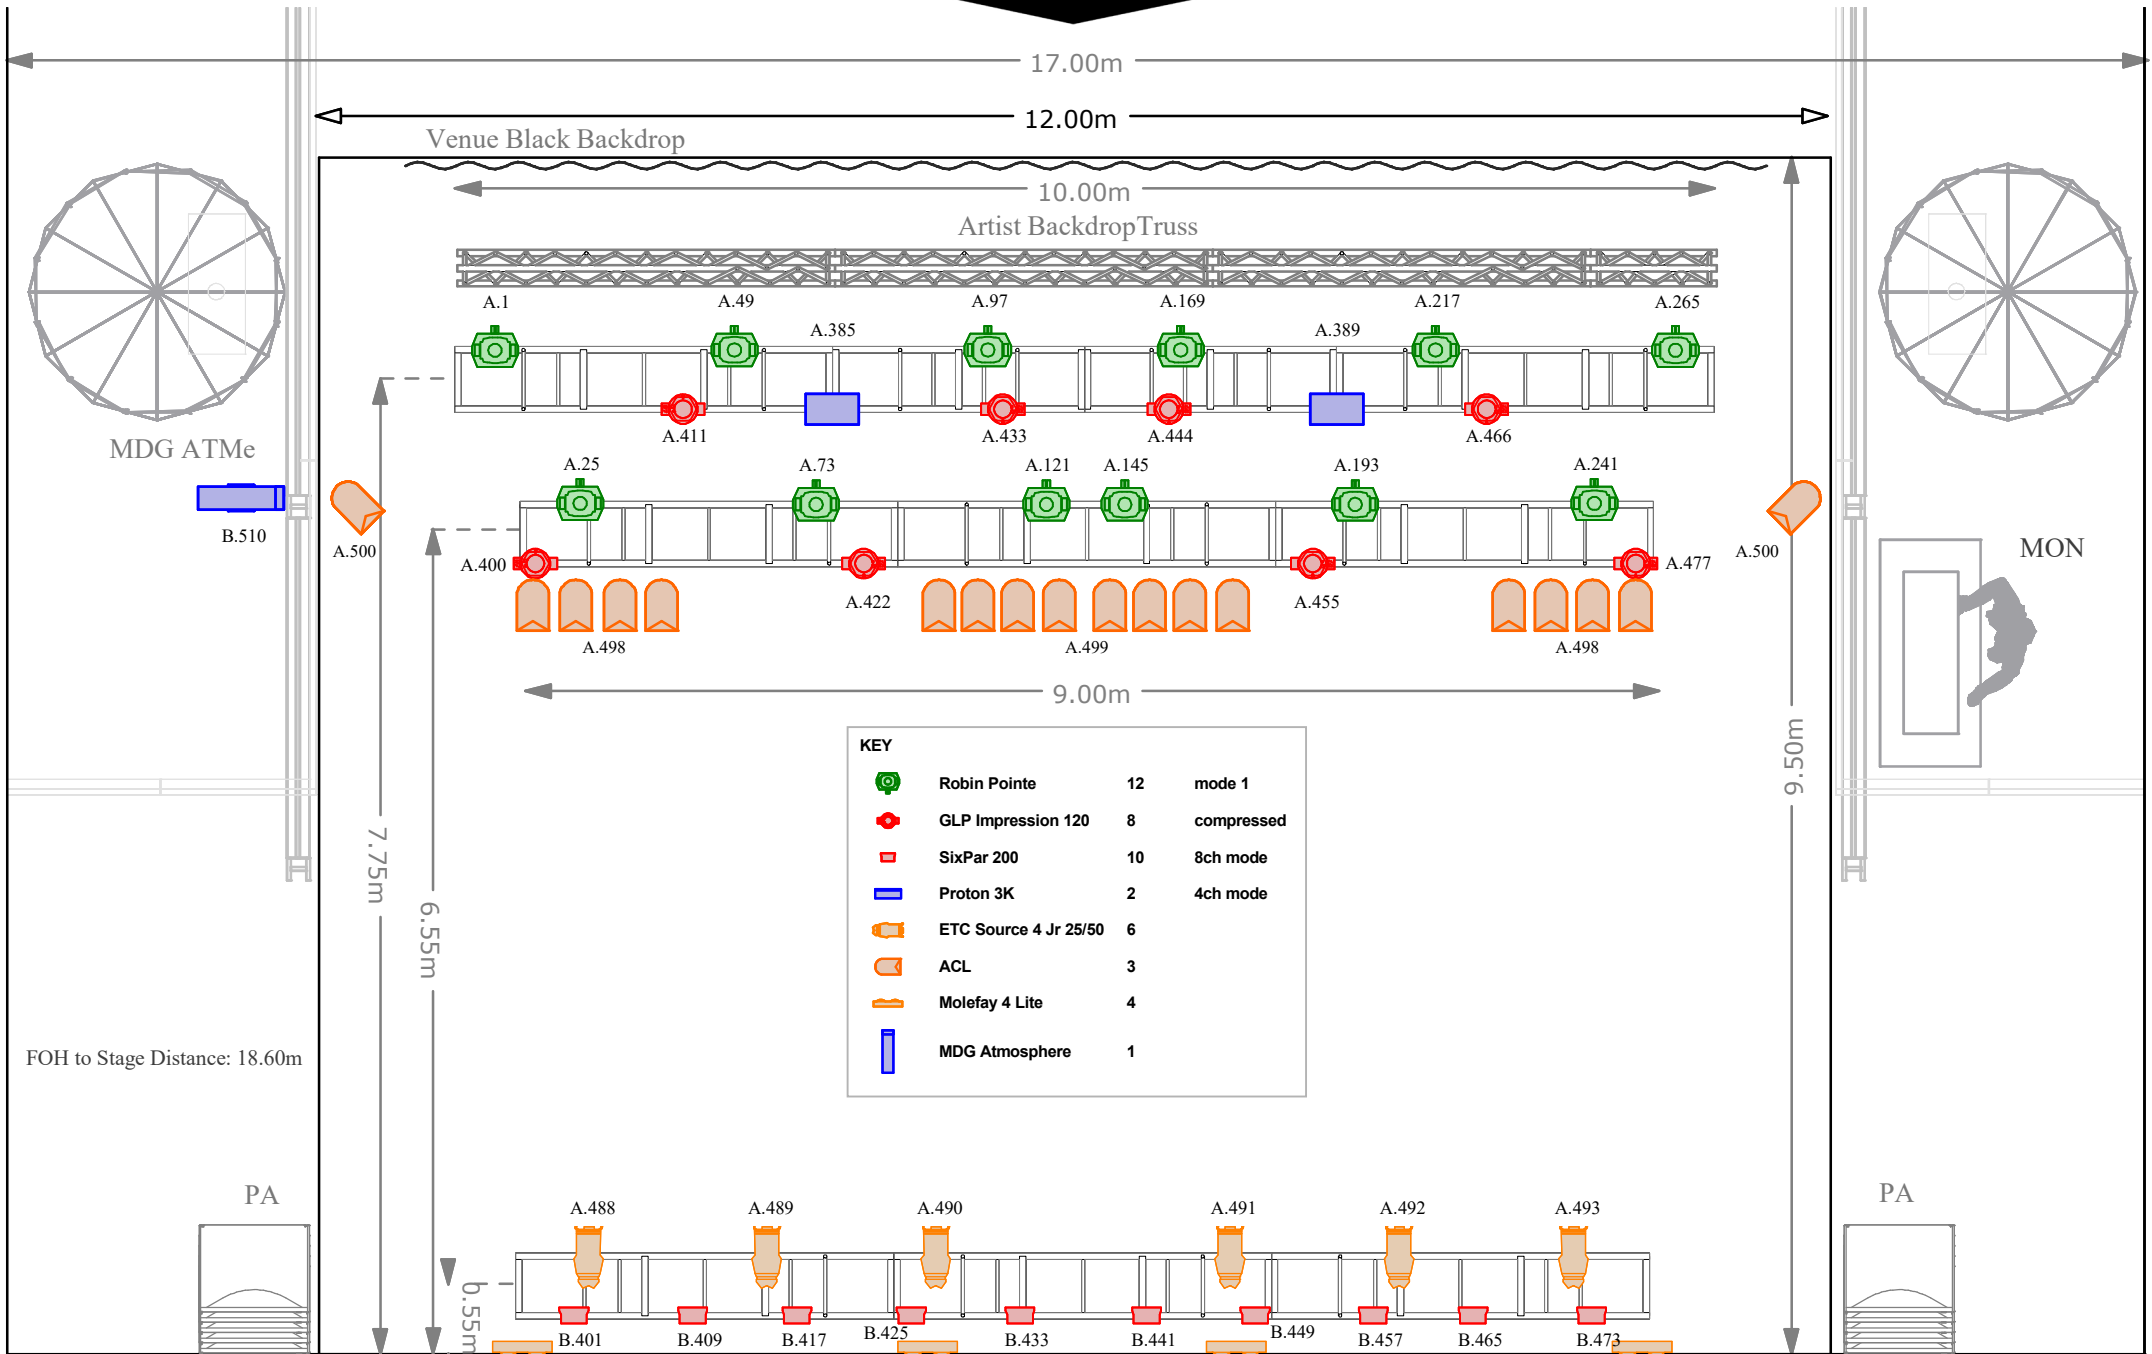 17.00m
12.00m
Venue Black Backdrop
10.00m
Artist BackdropTruss
A.1 A.49 A.97 A.169 A.217 A.265
A.385 A.389
A.411 A.433 A.444 A.466
MDG ATMe
B.510
A.500
A.25 A.73 A.121 A.145 A.193 A.241
A.500
MON
A.400 A.477
A.422 A.455
A.498 A.499 A.498
9.00m
9.50m
7.75m
6.55m
KEY
Robin Pointe 12 mode 1
GLP Impression 120 8 compressed
SixPar 200 10 8ch mode
Proton 3K 2 4ch mode
ETC Source 4 Jr 25/50 6
ACL 3
Molefay 4 Lite 4
MDG Atmosphere 1
FOH to Stage Distance: 18.60m
PA
PA
A.488 A.489 A.490 A.491 A.492 A.493
0.55m
B.401 B.409 B.417 B.425 B.433 B.441 B.449 B.457 B.465 B.473